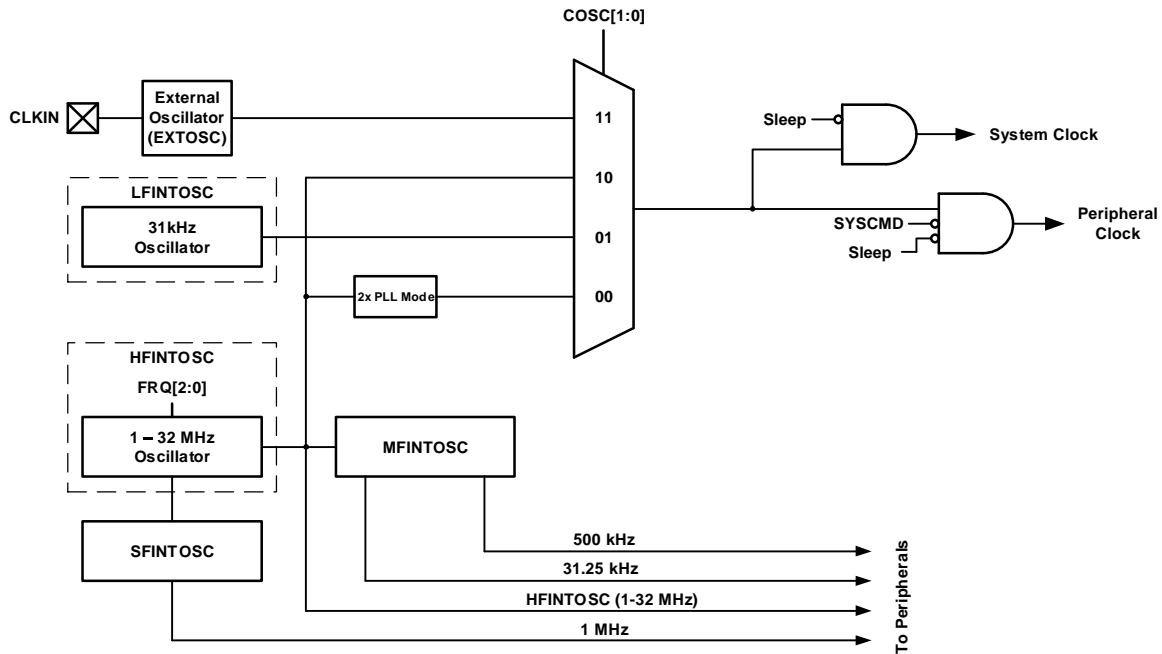 COSC[1:0]
CLKIN
External
Oscillator
(EXTOSC)
11
Sleep
System Clock
LFINTOSC
10
31kHz
Oscillator
01
SYSCMD
Sleep
Peripheral
Clock
2x PLL Mode
00
HFINTOSC
FRQ[2:0]
1 – 32 MHz
Oscillator
MFINTOSC
SFINTOSC
500 kHz
31.25 kHz
HFINTOSC (1-32 MHz)
1 MHz
To Peripherals